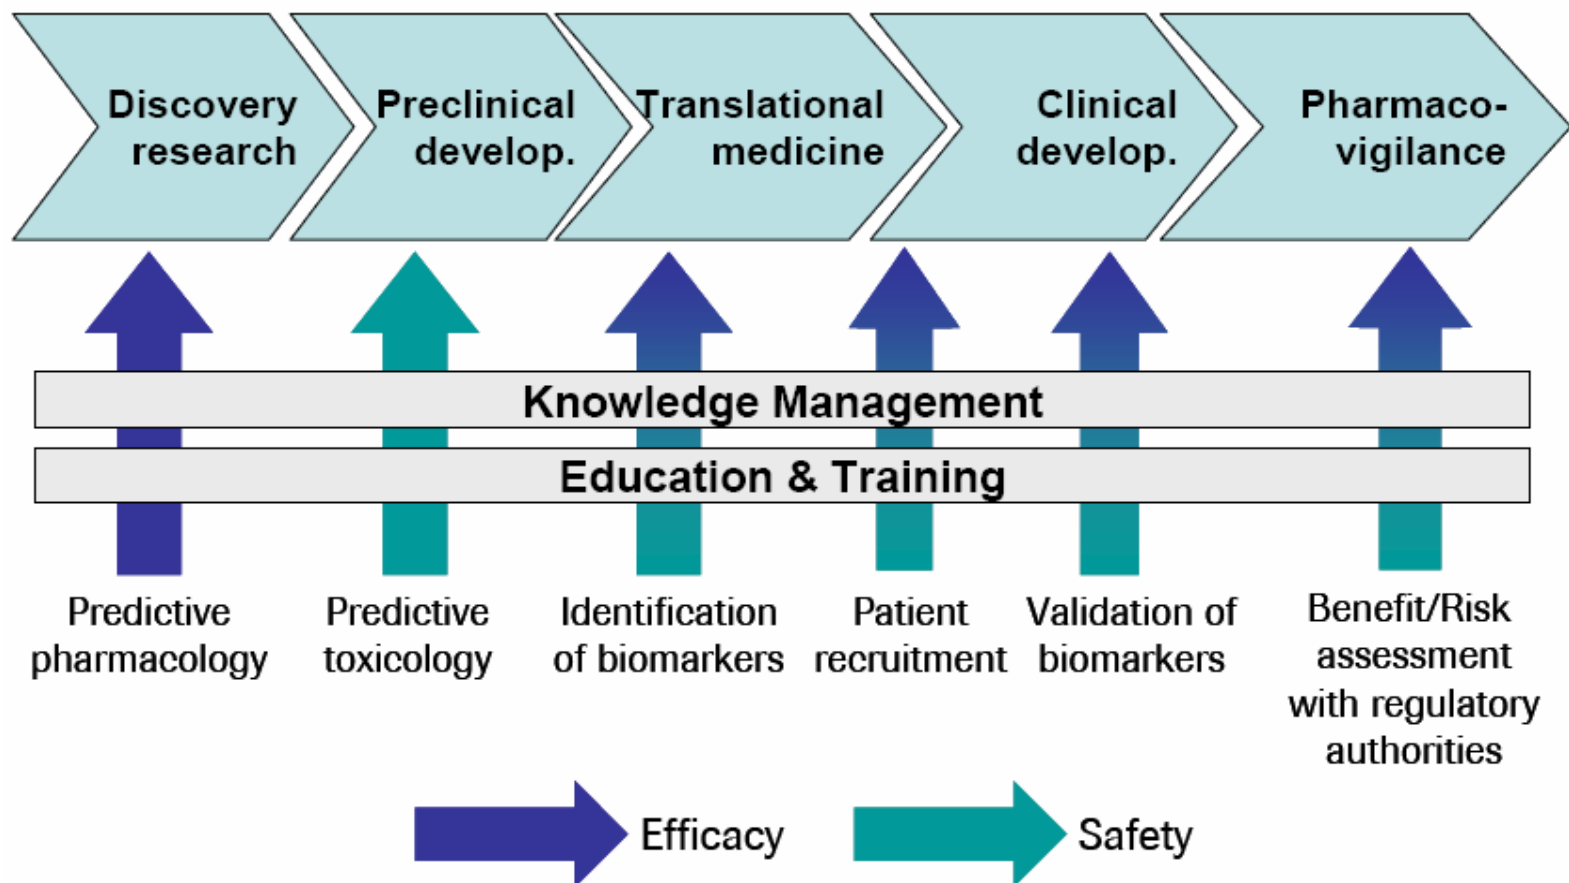 Discovery
research
Preclinical
develop.
Translational
medicine
Clinical
develop.
Pharmaco-
vigilance
Knowledge Management
Education & Training
Predictive
pharmacology
Predictive
toxicology
Identification
of biomarkers
Patient
recruitment
Validation of
biomarkers
Benefit/Risk
assessment
with regulatory
authorities
Efficacy
Safety